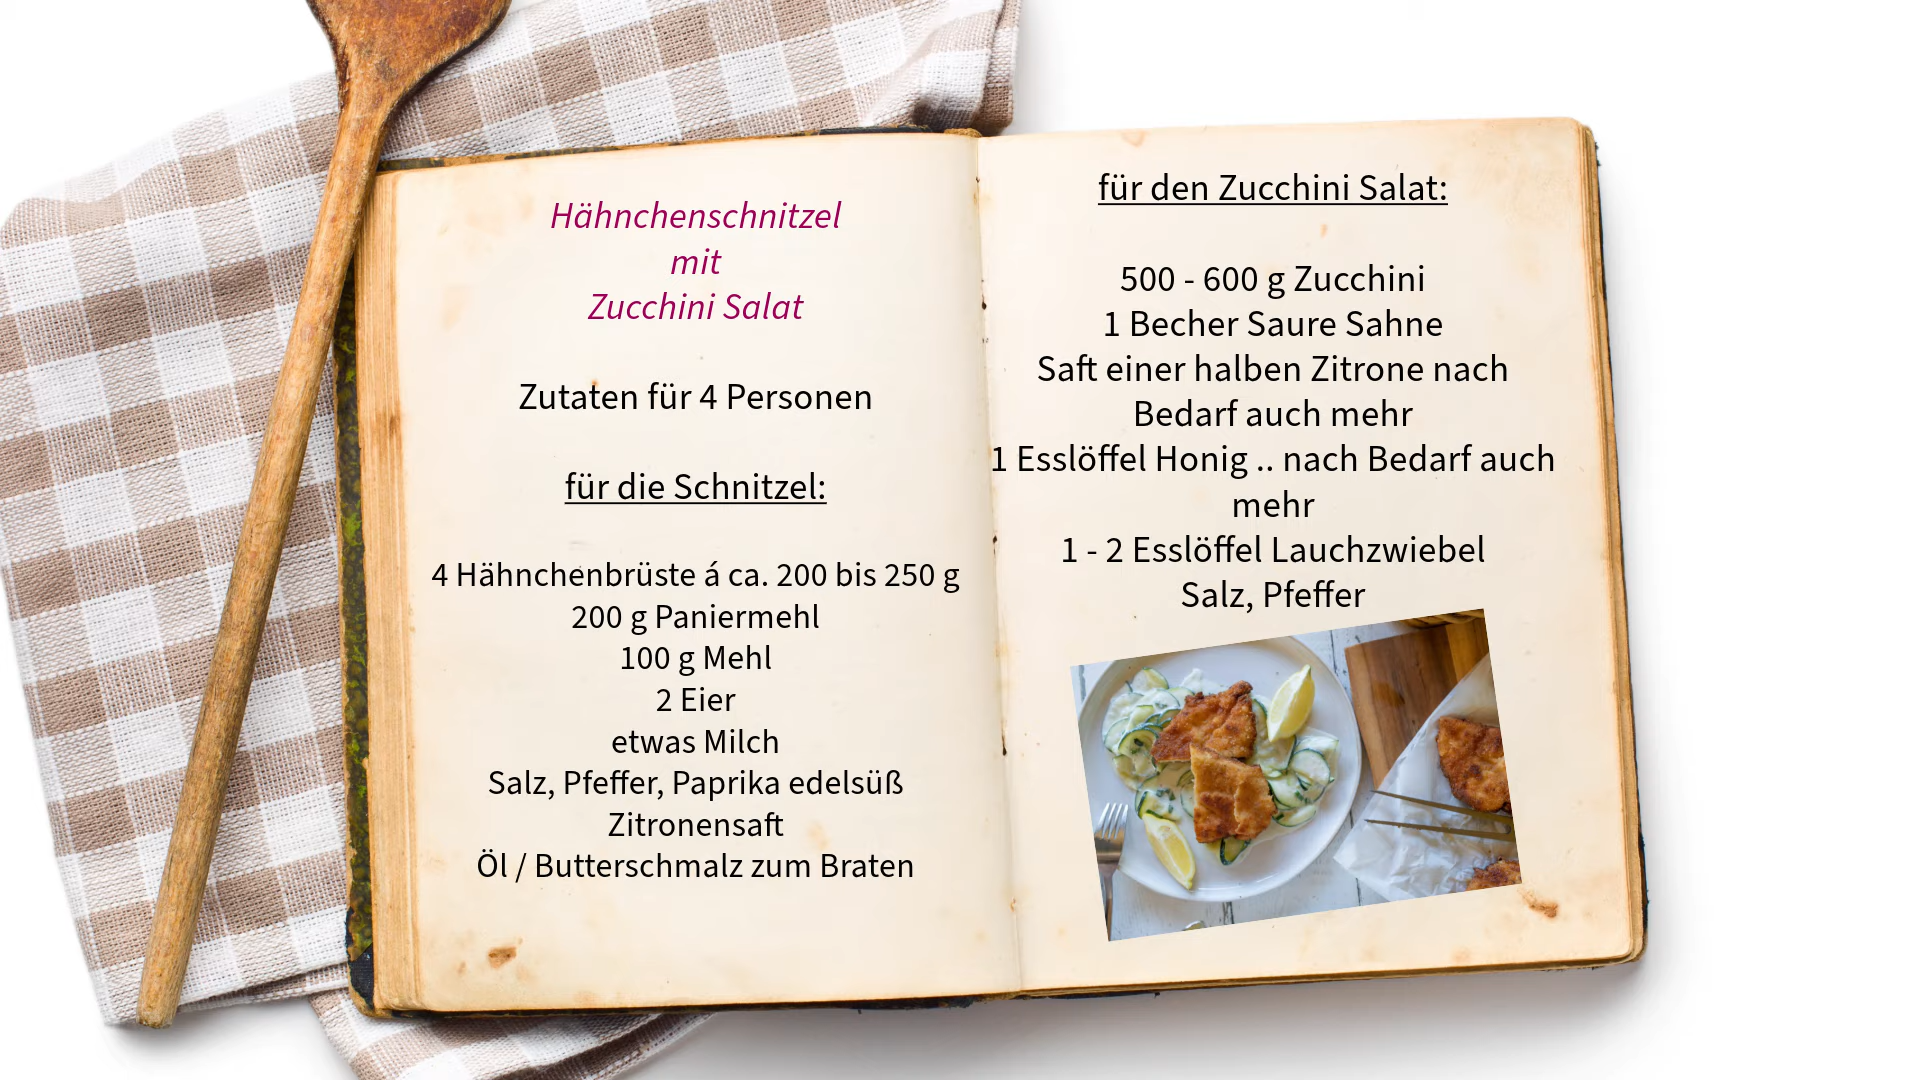 Hähnchenschnitzel
mit
Zucchini Salat
Zutaten für 4 Personen
für die Schnitzel:
4 Hähnchenbrüste á ca. 200 bis 250 g
200 g Paniermehl
100 g Mehl
2 Eier
etwas Milch
Salz, Pfeffer, Paprika edelsüß
Zitronensaft
Öl / Butterschmalz zum Braten
für den Zucchini Salat:
500 - 600 g Zucchini
1 Becher Saure Sahne
Saft einer halben Zitrone nach
Bedarf auch mehr
1 Esslöffel Honig .. nach Bedarf auch
mehr
1 - 2 Esslöffel Lauchzwiebel
Salz, Pfeffer